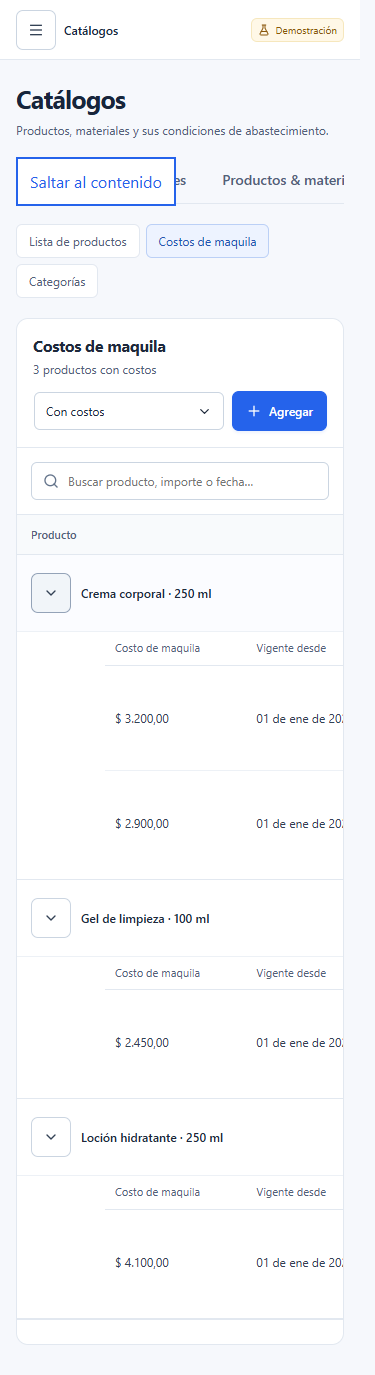 Catálogos
Demostración
Catálogos
Productos, materiales y sus condiciones de abastecimiento.
Saltar al contenido
es
Productos & materi
Lista de productos
Costos de maquila
Categorías
Costos de maquila
3 productos con costos
Con costos
Agregar
Buscar producto, importe o fecha...
Producto
Crema corporal · 250 ml
Costo de maquila Vigente desde
$ 3.200,00 01 de ene de 202
$ 2.900,00 01 de ene de 202
Gel de limpieza · 100 ml
Costo de maquila Vigente desde
$ 2.450,00 01 de ene de 202
Loción hidratante · 250 ml
Costo de maquila Vigente desde
$ 4.100,00 01 de ene de 202